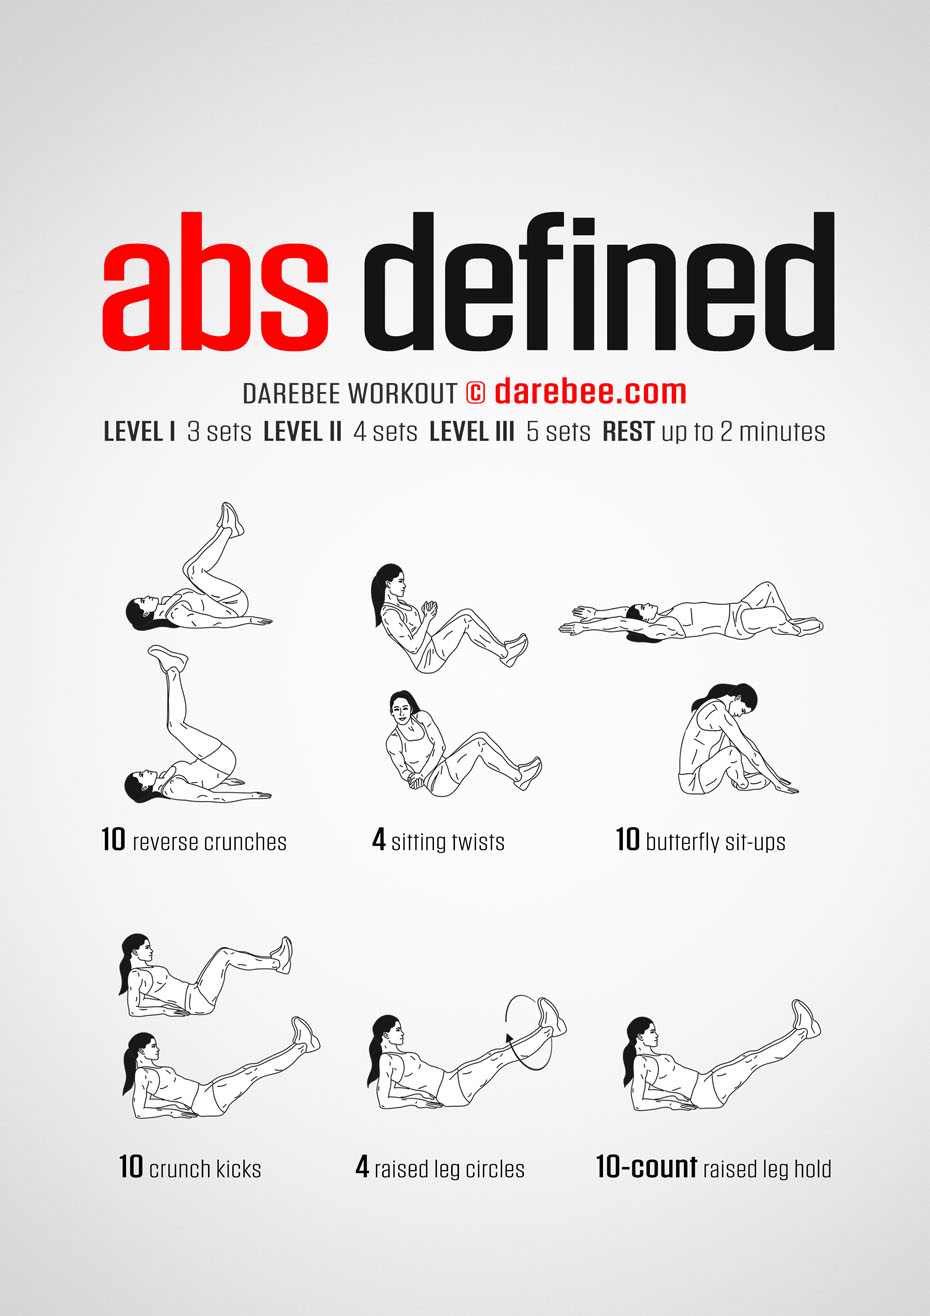 abs defined
DAREBEE WORKOUT © darebee.com
LEVEL I 3 sets LEVEL II 4 sets LEVEL III 5 sets REST up to 2 minutes
10 reverse crunches
4 sitting twists
10 butterfly sit-ups
10 crunch kicks
4 raised leg circles
10-count raised leg hold